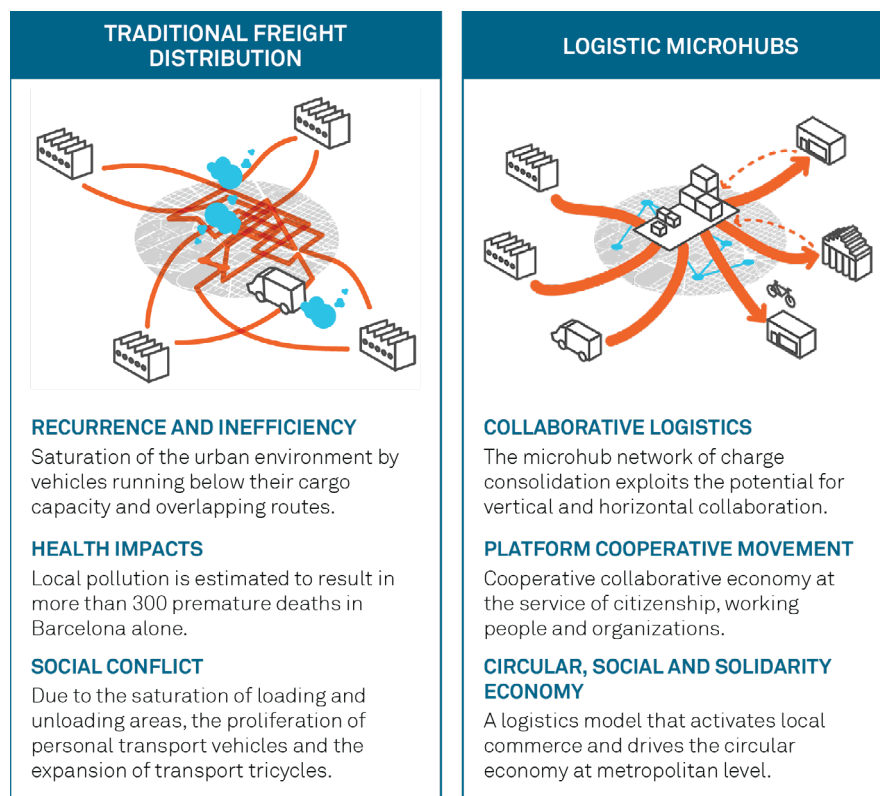 TRADITIONAL FREIGHT
DISTRIBUTION
RECURRENCE AND INEFFICIENCY
Saturation of the urban environment by
vehicles running below their cargo
capacity and overlapping routes.
HEALTH IMPACTS
Local pollution is estimated to result in
more than 300 premature deaths in
Barcelona alone.
SOCIAL CONFLICT
Due to the saturation of loading and
unloading areas, the proliferation of
personal transport vehicles and the
expansion of transport tricycles.
LOGISTIC MICROHUBS
COLLABORATIVE LOGISTICS
The microhub network of charge
consolidation exploits the potential for
vertical and horizontal collaboration.
PLATFORM COOPERATIVE MOVEMENT
Cooperative collaborative economy at
the service of citizenship, working
people and organizations.
CIRCULAR, SOCIAL AND SOLIDARITY
ECONOMY
A logistics model that activates local
commerce and drives the circular
economy at metropolitan level.